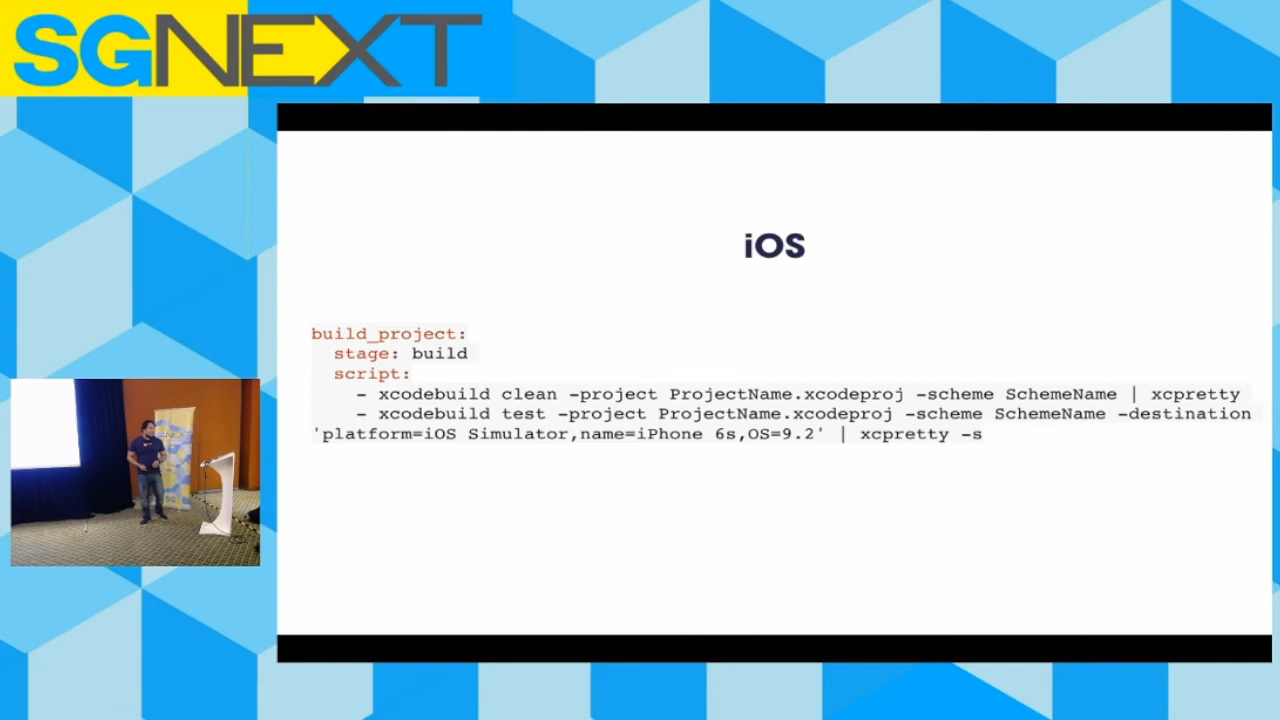 SGNEXT
iOS
build_project:
stage: build
script:
- xcodebuild clean -project ProjectName.xcodeproj -scheme SchemeName | xcpretty
- xcodebuild test -project ProjectName.xcodeproj -scheme SchemeName -destination
'platform=iOS Simulator,name=iPhone 6s,OS=9.2' | xcpretty -s
SGNEXT